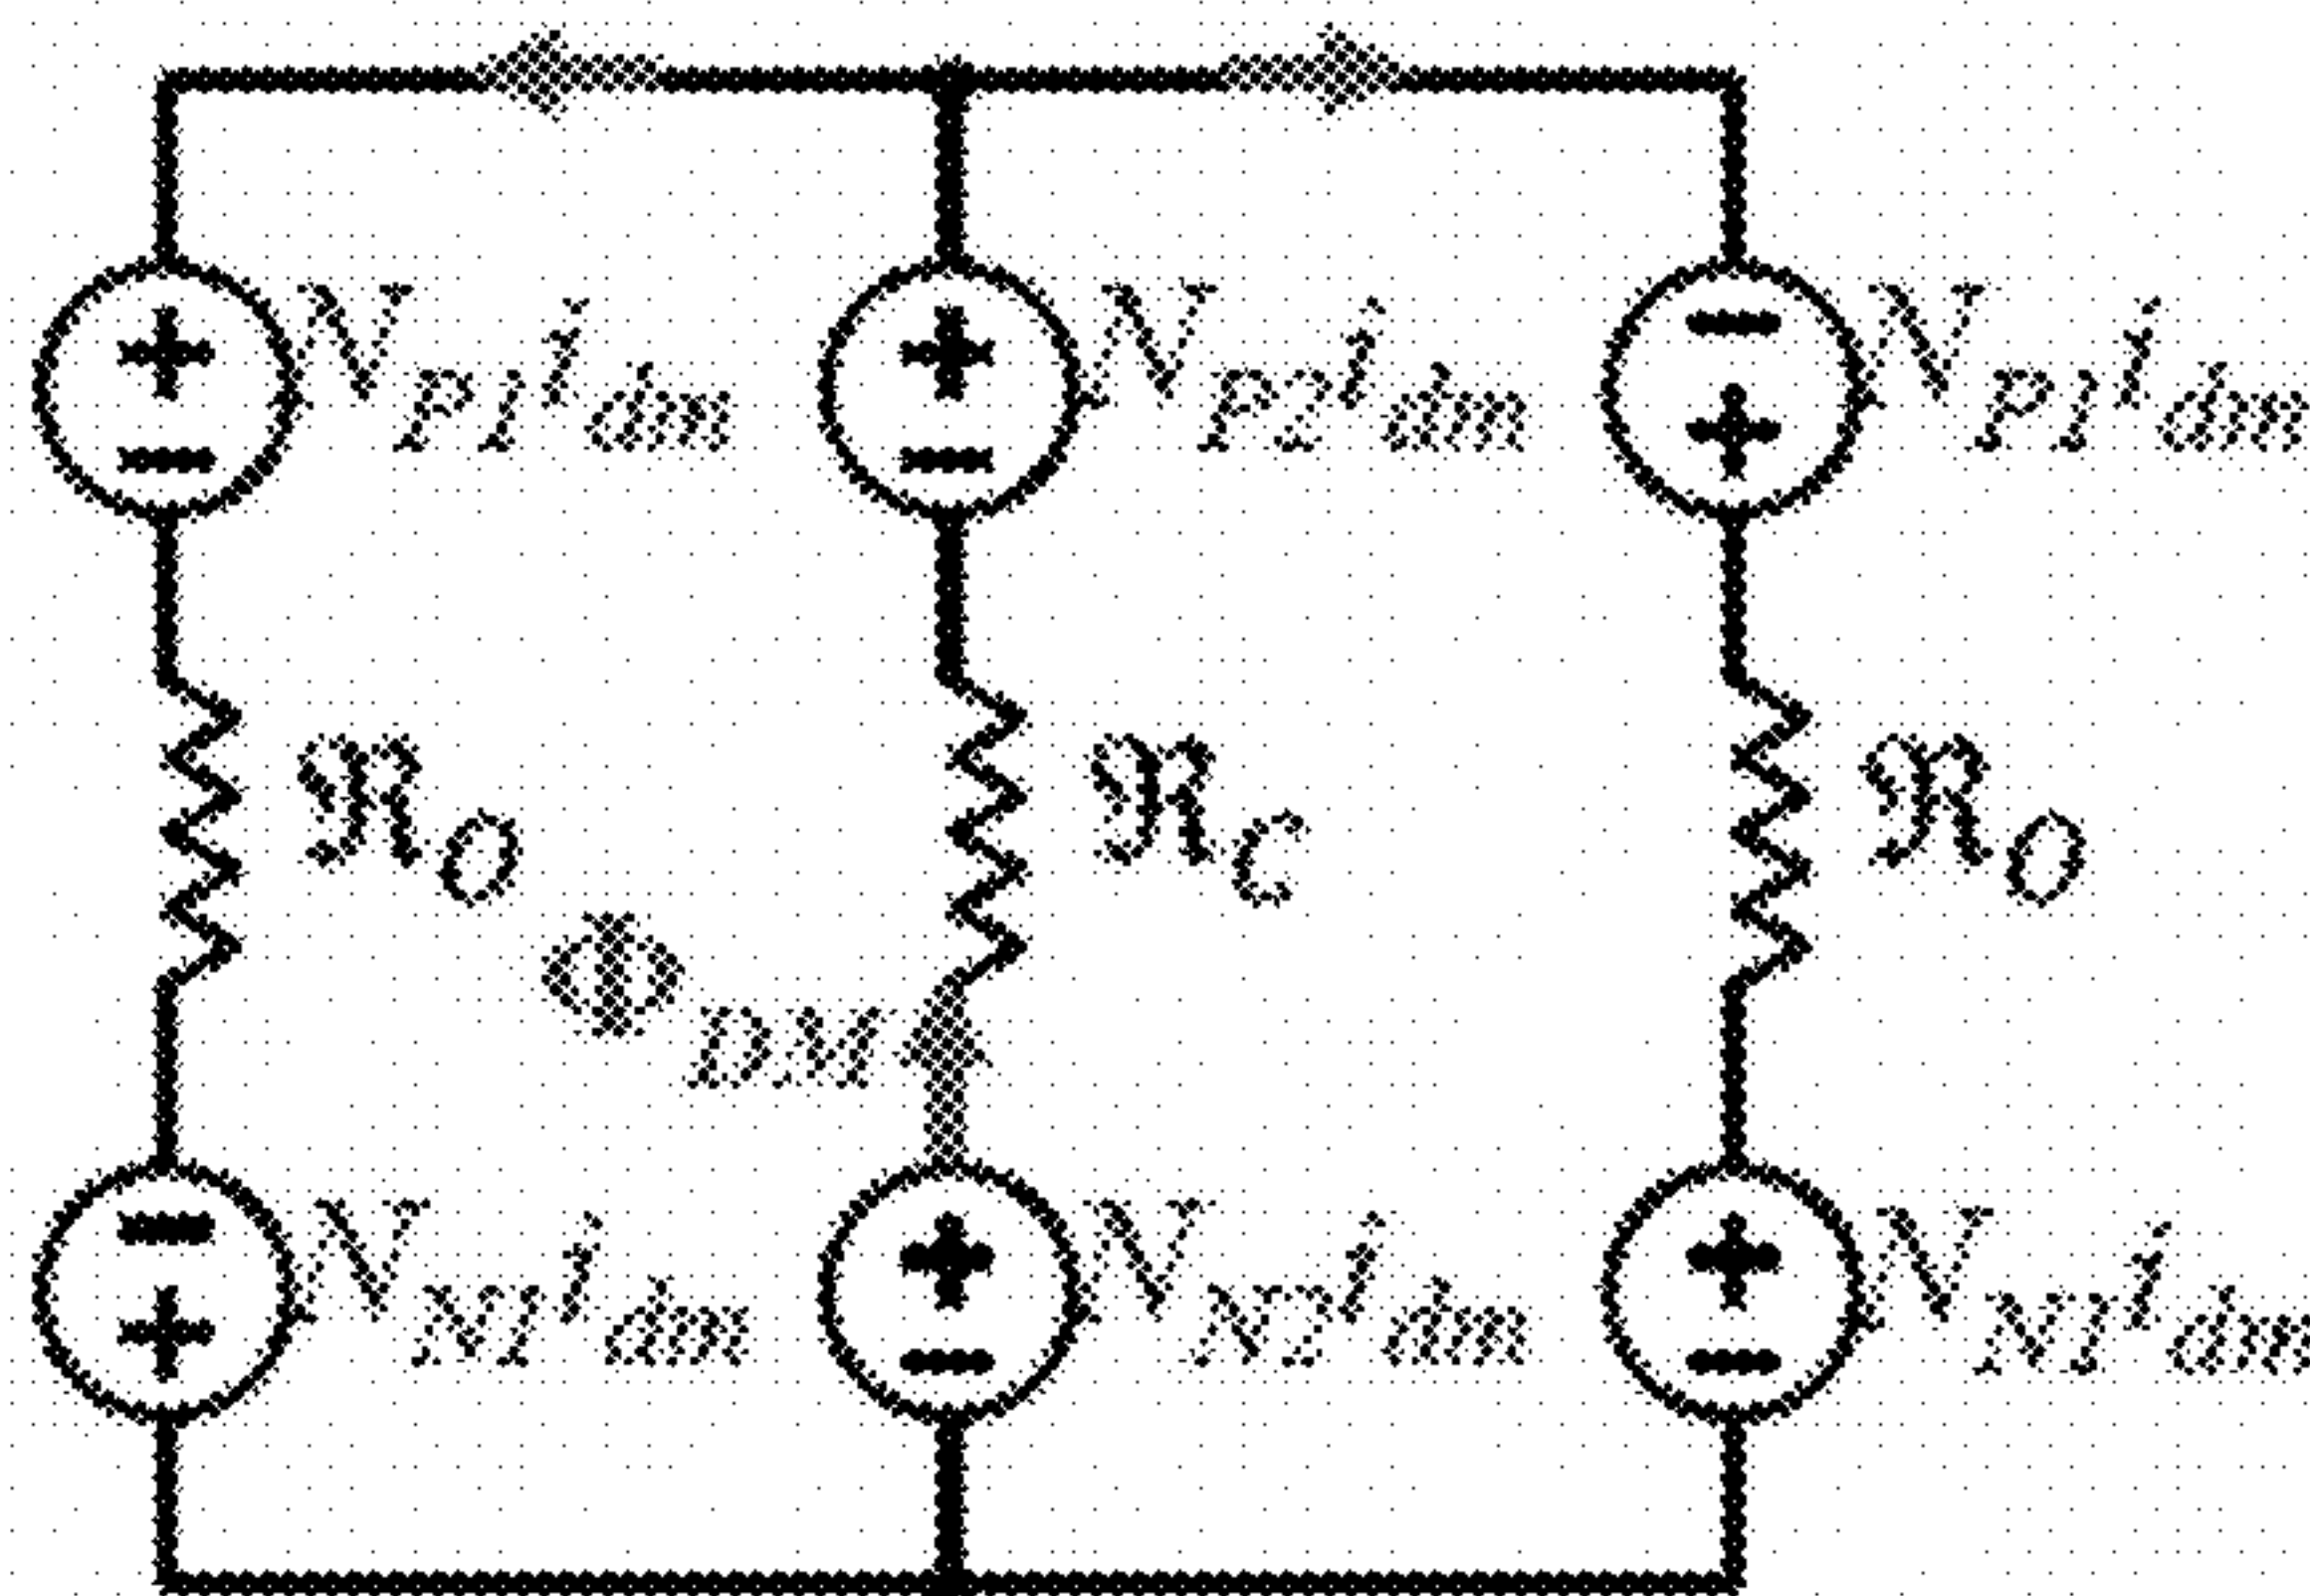 + N_{P1}i_{dm} + N_{P2}i_{dm} − N_{P1}i_{dm}
− − +
ℜ_O ℜ_C ℜ_O
Φ_{DM}
− N_{N1}i_{dm} + N_{N2}i_{dm} + N_{N1}i_{dm}
+ − −